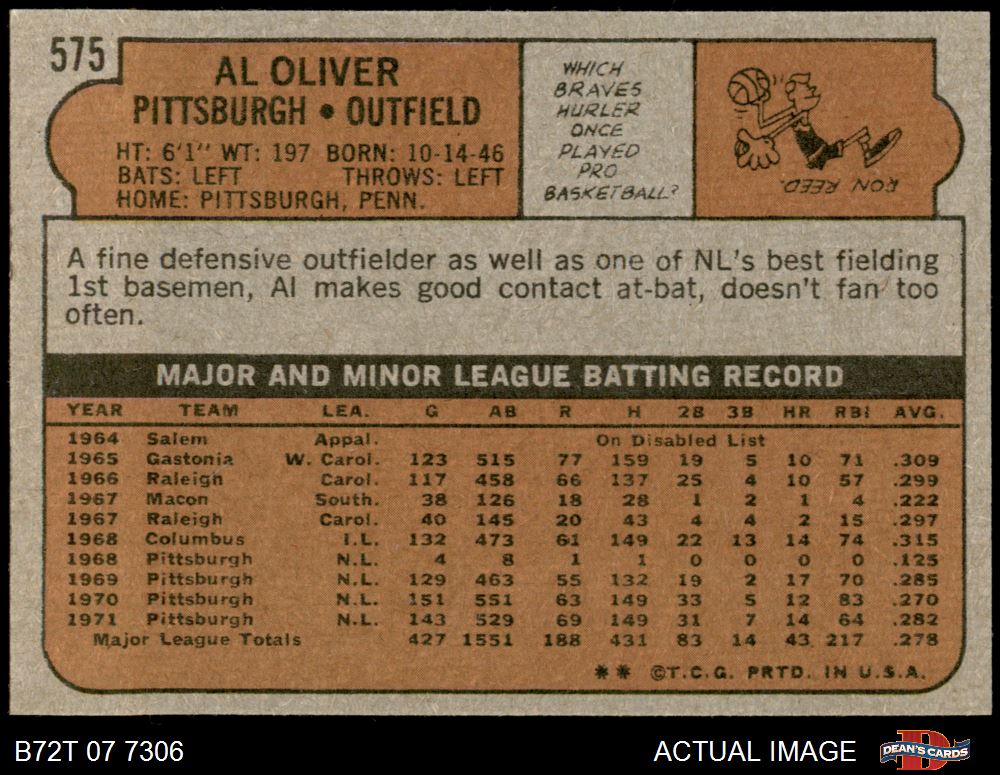 575
AL OLIVER
PITTSBURGH • OUTFIELD
HT: 6'1" WT: 197 BORN: 10-14-46
BATS: LEFT THROWS: LEFT
HOME: PITTSBURGH, PENN.
WHICH
BRAVES
HURLER
ONCE
PLAYED
PRO
BASKETBALL?
RON REED.
A fine defensive outfielder as well as one of NL's best fielding
1st basemen, Al makes good contact at-bat, doesn't fan too
often.
MAJOR AND MINOR LEAGUE BATTING RECORD
YEAR TEAM LEA. G AB R H 2B 3B HR RBI AVG.
1964 Salem Appal. On Disabled List
1965 Gastonia W. Carol. 123 515 77 159 19 5 10 71 .309
1966 Raleigh Carol. 117 458 66 137 25 4 10 57 .299
1967 Macon South. 38 126 18 28 1 2 1 4 .222
1967 Raleigh Carol. 40 145 20 43 4 4 2 15 .297
1968 Columbus I.L. 132 473 61 149 22 13 14 74 .315
1968 Pittsburgh N.L. 4 8 1 1 0 0 0 0 .125
1969 Pittsburgh N.L. 129 463 55 132 19 2 17 70 .285
1970 Pittsburgh N.L. 151 551 63 149 33 5 12 83 .270
1971 Pittsburgh N.L. 143 529 69 149 31 7 14 64 .282
Major League Totals 427 1551 188 431 83 14 43 217 .278
** ©T.C.G. PRTD. IN U.S.A.
B72T 07 7306
ACTUAL IMAGE
D
DEAN'S CARDS